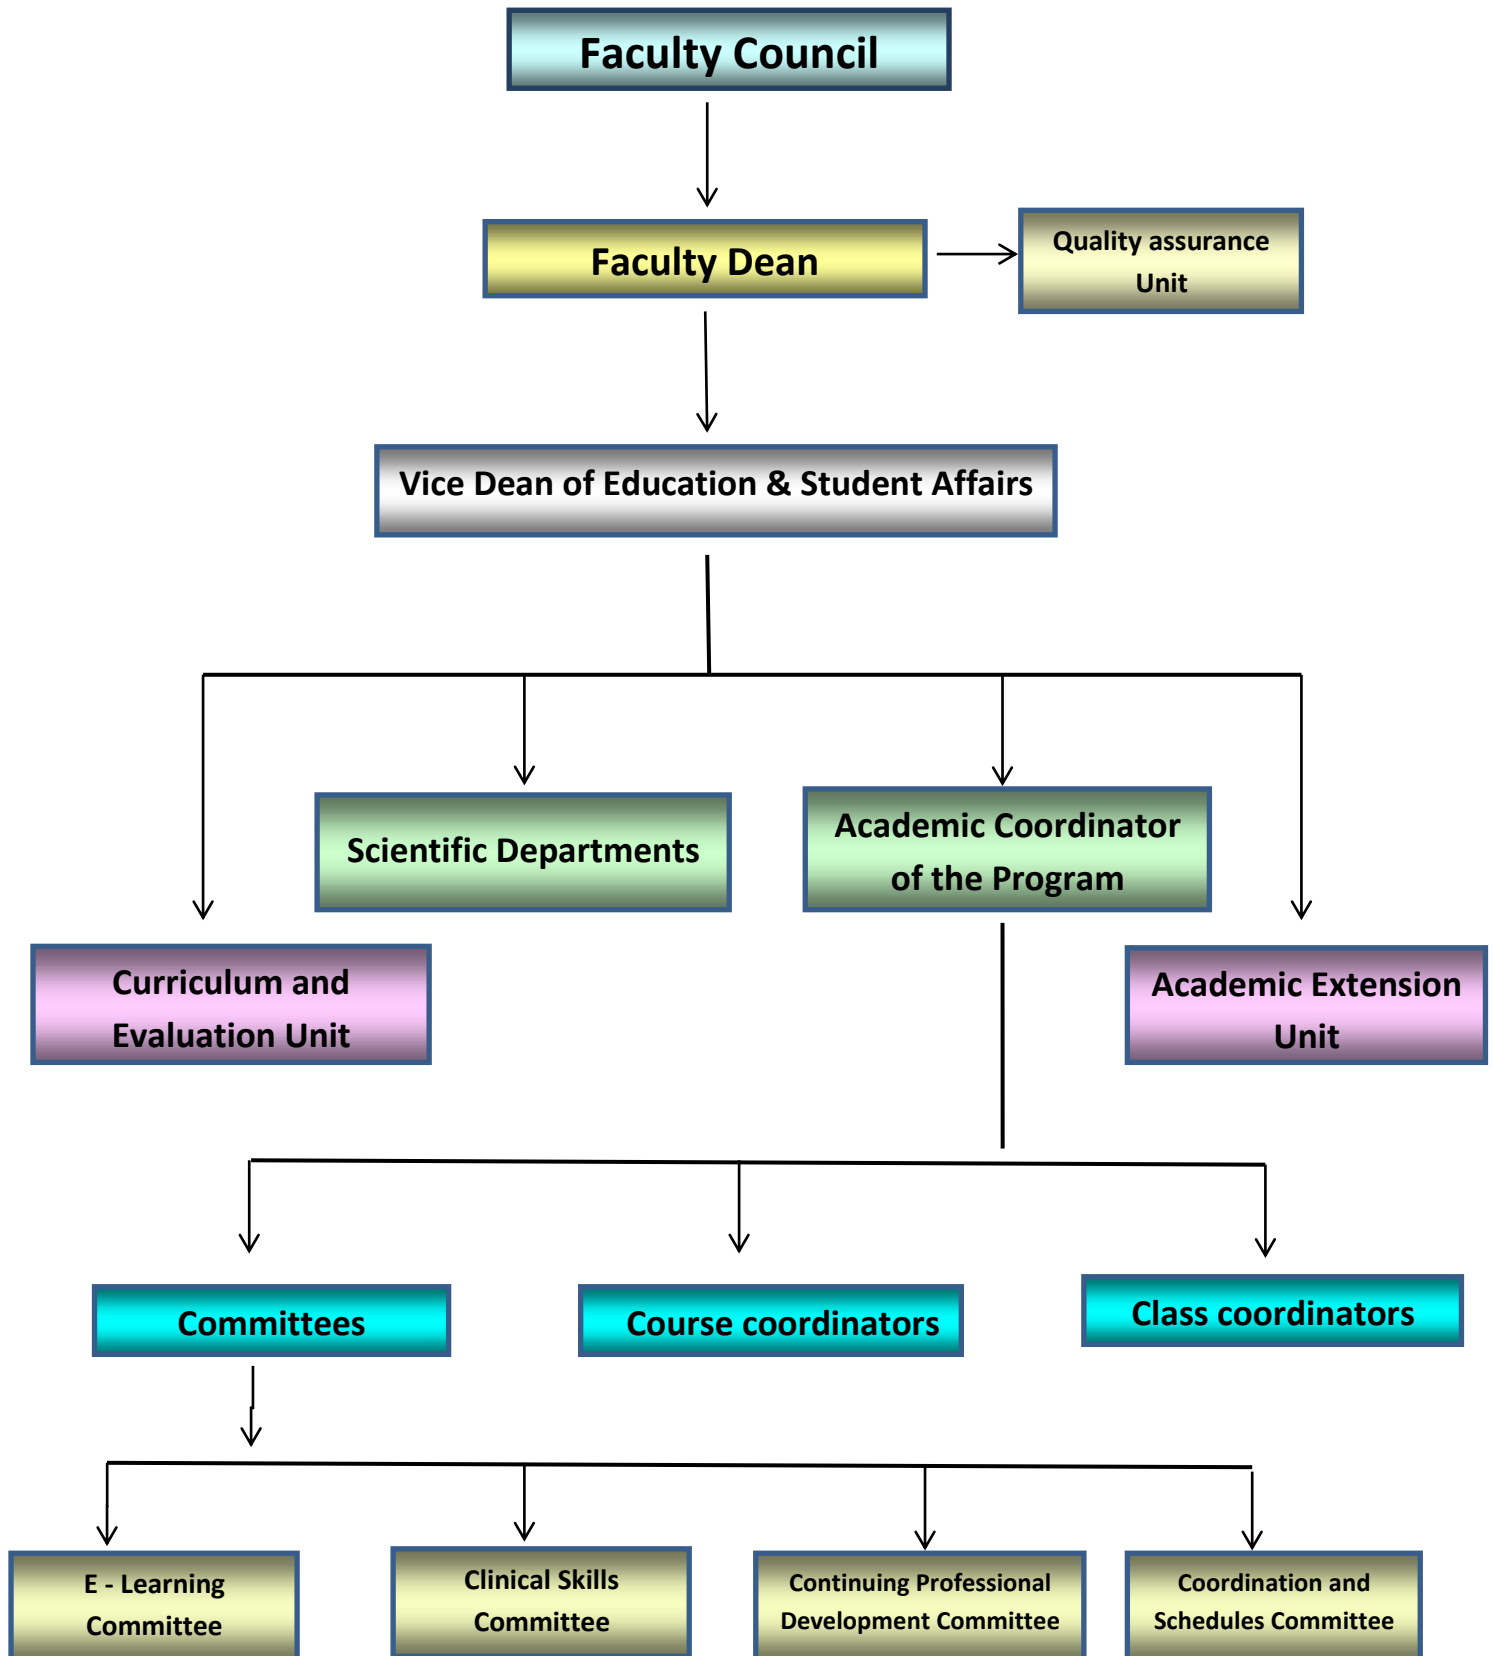 Faculty Council
Faculty Dean
Quality assurance
Unit
Vice Dean of Education & Student Affairs
Scientific Departments
Academic Coordinator
of the Program
Curriculum and
Evaluation Unit
Academic Extension
Unit
Committees
Course coordinators
Class coordinators
E - Learning
Committee
Clinical Skills
Committee
Continuing Professional
Development Committee
Coordination and
Schedules Committee